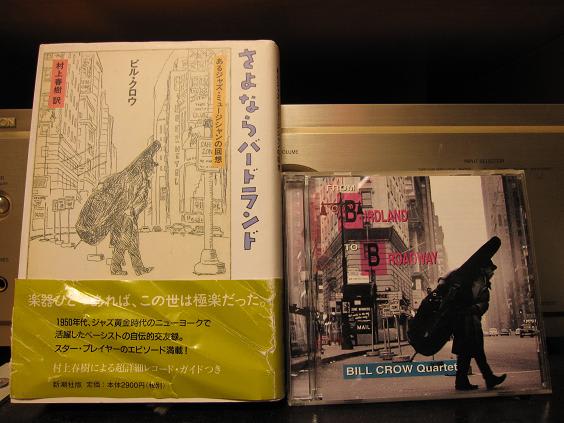 さよならバードランド
あるジャズ・ミュージシャンの回想
ビル・クロウ
村上春樹 訳
楽器ひとつあれば、この世は極楽だった。
1950年代、ジャズ黄金時代のニューヨークで
活躍したベーシストの自伝的交友録。
スター・プレイヤーのエピソード満載！
村上春樹による超詳細レコード・ガイドつき
新潮社版 定価：本体2900円(税別)
INPUT SELECTOR
FROM
BIRDLAND
TO
BROADWAY
MAIL
BILL CROW Quartet